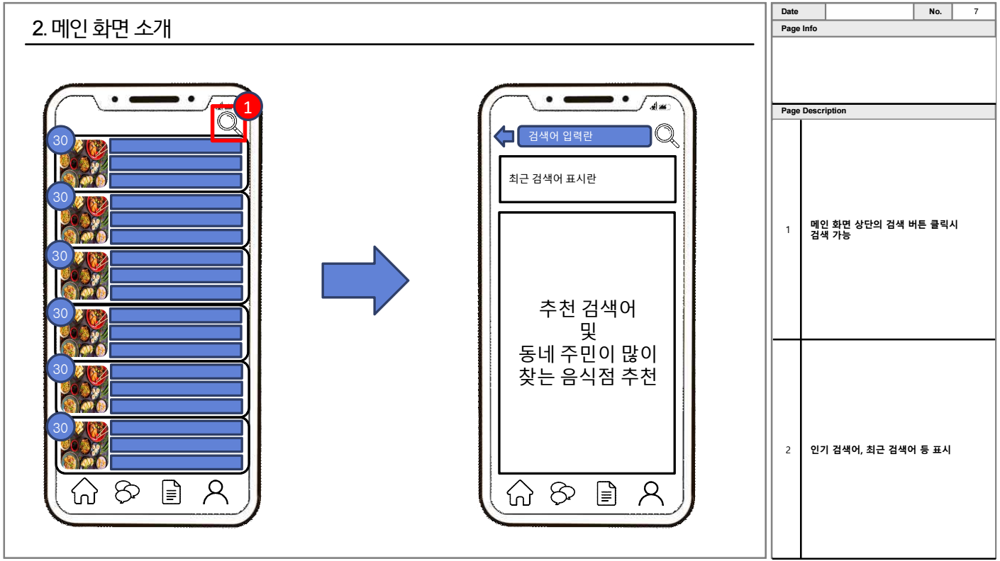 2. 메인 화면 소개
1
30
30
30
30
30
30
검색어 입력란
최근 검색어 표시란
추천 검색어
및
동네 주민이 많이
찾는 음식점 추천
Date No. 7
Page Info
Page Description
1 메인 화면 상단의 검색 버튼 클릭시
검색 가능
2 인기 검색어, 최근 검색어 등 표시